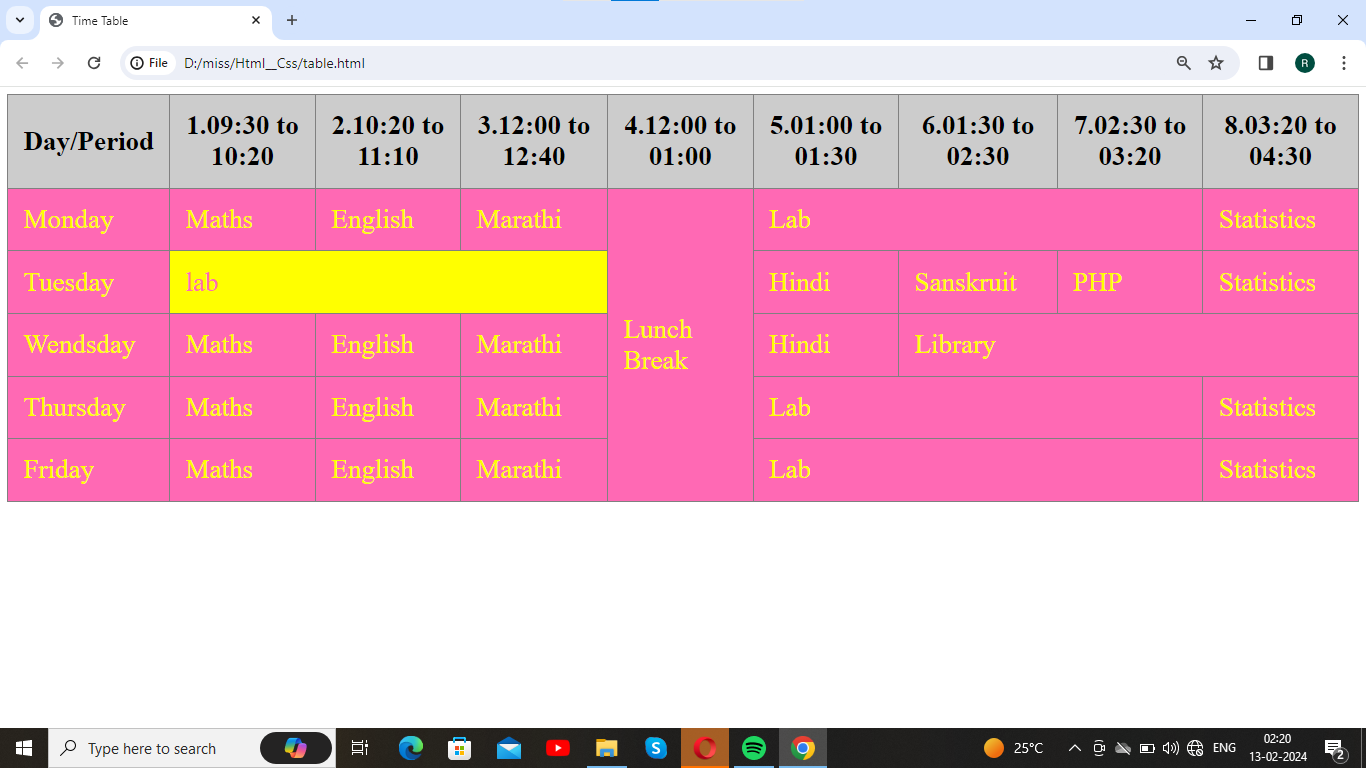 Time Table
File D:/miss/Html__Css/table.html R
Day/Period 1.09:30 to 2.10:20 to 3.12:00 to 4.12:00 to 5.01:00 to 6.01:30 to 7.02:30 to 8.03:20 to
10:20 11:10 12:40 01:00 01:30 02:30 03:20 04:30
Monday Maths English Marathi Lab Statistics
Tuesday lab Hindi Sanskruit PHP Statistics
Lunch
Break
Wendsday Maths English Marathi Hindi Library
Thursday Maths English Marathi Lab Statistics
Friday Maths English Marathi Lab Statistics
Type here to search 25°C ENG 02:20
13-02-2024 2